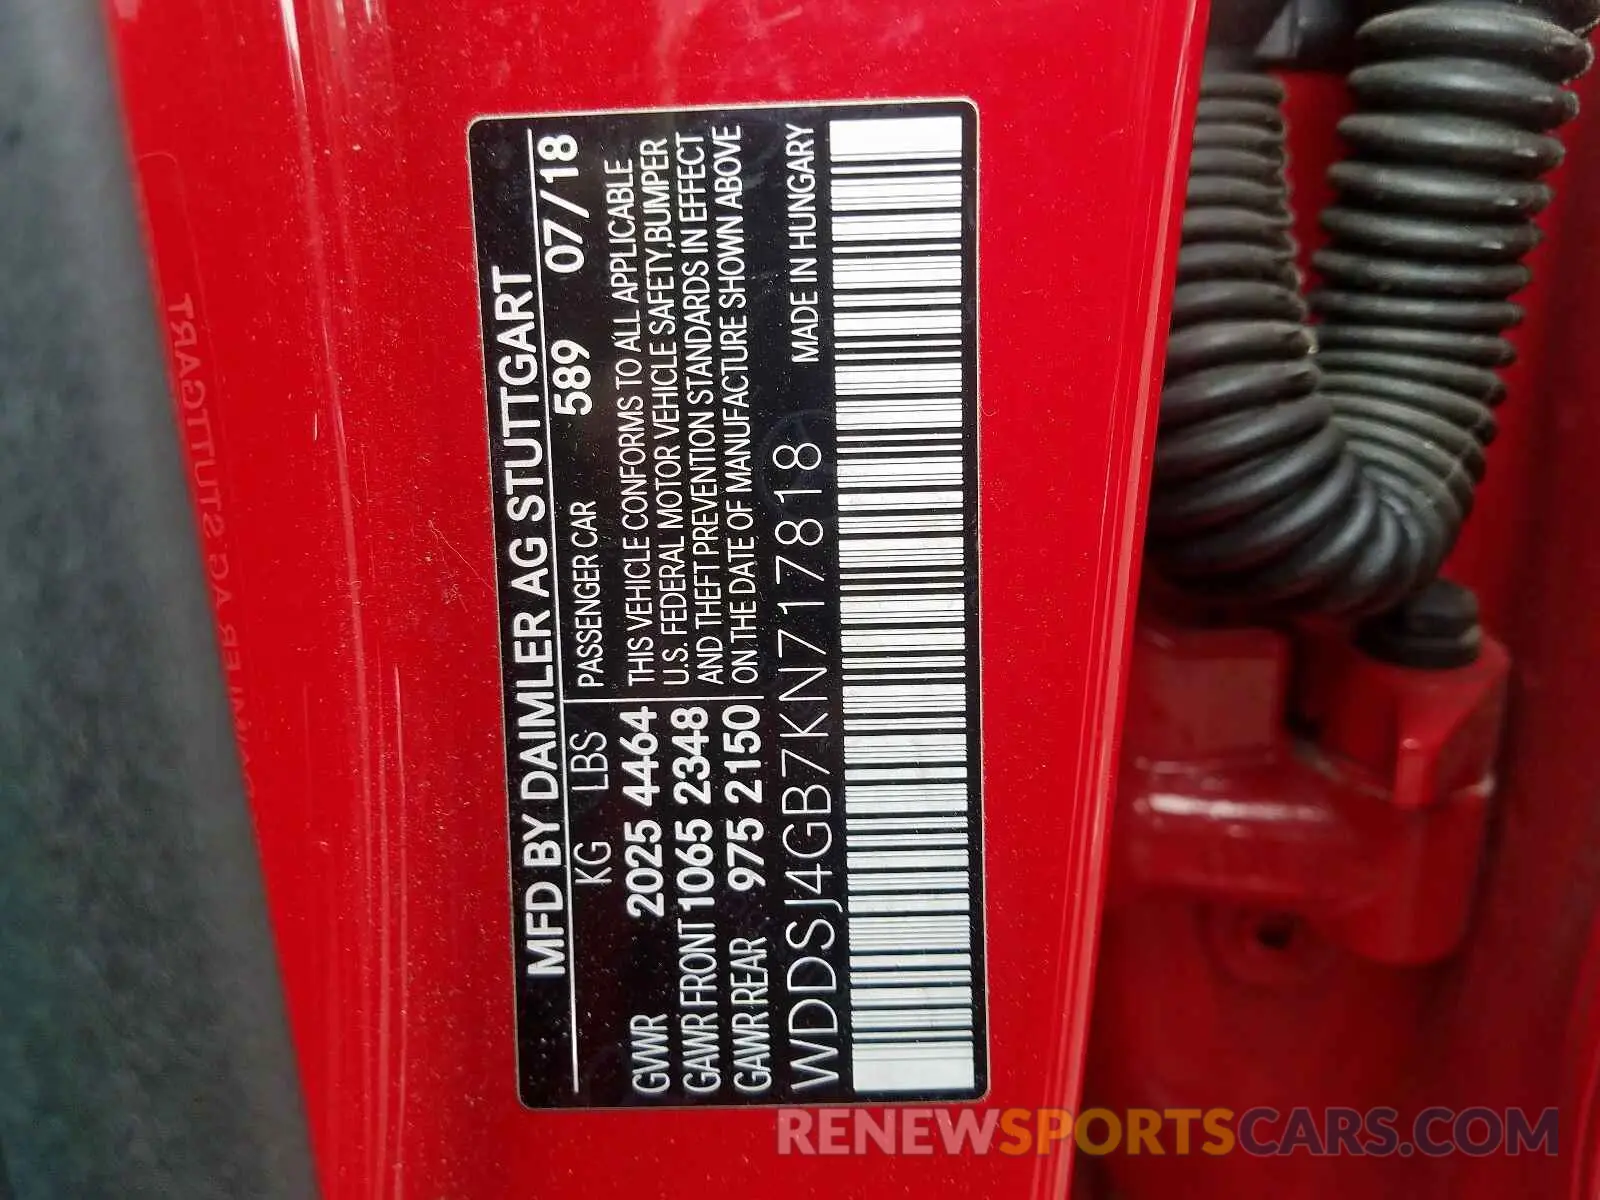 MFD BY DAIMLER AG STUTTGART
KG LBS PASSENGER CAR 589 07/18
GVWR 2025 4464 THIS VEHICLE CONFORMS TO ALL APPLICABLE
GAWR FRONT 1065 2348 U.S. FEDERAL MOTOR VEHICLE SAFETY,BUMPER
GAWR REAR 975 2150 AND THEFT PREVENTION STANDARDS IN EFFECT
ON THE DATE OF MANUFACTURE SHOWN ABOVE
WDDSJ4GB7KN717818 MADE IN HUNGARY
RENEWSPORTSCARS.COM